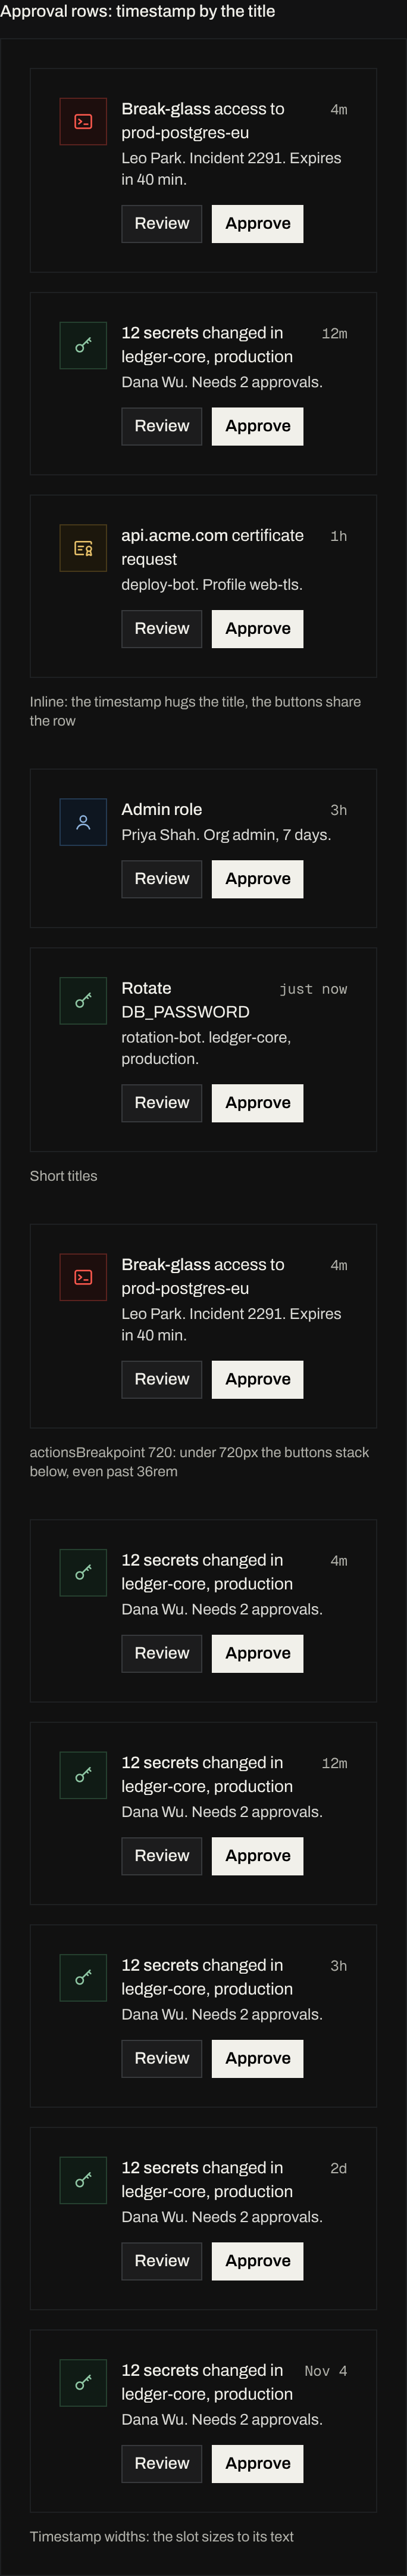 Approval rows: timestamp by the title
Break-glass access to 4m
prod-postgres-eu
Leo Park. Incident 2291. Expires
in 40 min.
Review Approve
12 secrets changed in 12m
ledger-core, production
Dana Wu. Needs 2 approvals.
Review Approve
api.acme.com certificate 1h
request
deploy-bot. Profile web-tls.
Review Approve
Inline: the timestamp hugs the title, the buttons share
the row
Admin role 3h
Priya Shah. Org admin, 7 days.
Review Approve
Rotate just now
DB_PASSWORD
rotation-bot. ledger-core,
production.
Review Approve
Short titles
Break-glass access to 4m
prod-postgres-eu
Leo Park. Incident 2291. Expires
in 40 min.
Review Approve
actionsBreakpoint 720: under 720px the buttons stack
below, even past 36rem
12 secrets changed in 4m
ledger-core, production
Dana Wu. Needs 2 approvals.
Review Approve
12 secrets changed in 12m
ledger-core, production
Dana Wu. Needs 2 approvals.
Review Approve
12 secrets changed in 3h
ledger-core, production
Dana Wu. Needs 2 approvals.
Review Approve
12 secrets changed in 2d
ledger-core, production
Dana Wu. Needs 2 approvals.
Review Approve
12 secrets changed in Nov 4
ledger-core, production
Dana Wu. Needs 2 approvals.
Review Approve
Timestamp widths: the slot sizes to its text